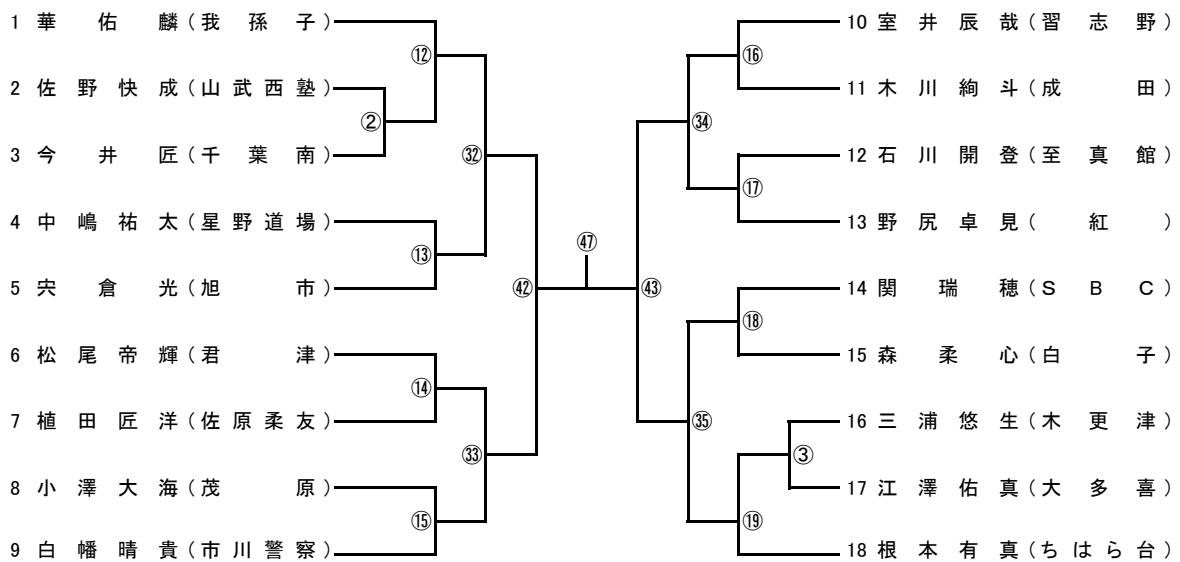 1 華佑麟(我孫子)
2 佐野快成(山武西塾)
3 今井匠(千葉南)
4 中嶋祐太(星野道場)
5 宍倉光(旭市)
6 松尾帝輝(君津)
7 植田匠洋(佐原柔友)
8 小澤大海(茂原)
9 白幡晴貴(市川警察)
②
⑫
⑬
⑭
⑮
㉜
㉝
㊷
㊼
㊸
㉞
㉟
⑯
⑰
⑱
⑲
③
10 室井辰哉(習志野)
11 木川絢斗(成田)
12 石川開登(至真館)
13 野尻卓見(紅)
14 関瑞穂(SBC)
15 森柔心(白子)
16 三浦悠生(木更津)
17 江澤佑真(大多喜)
18 根本有真(ちはら台)